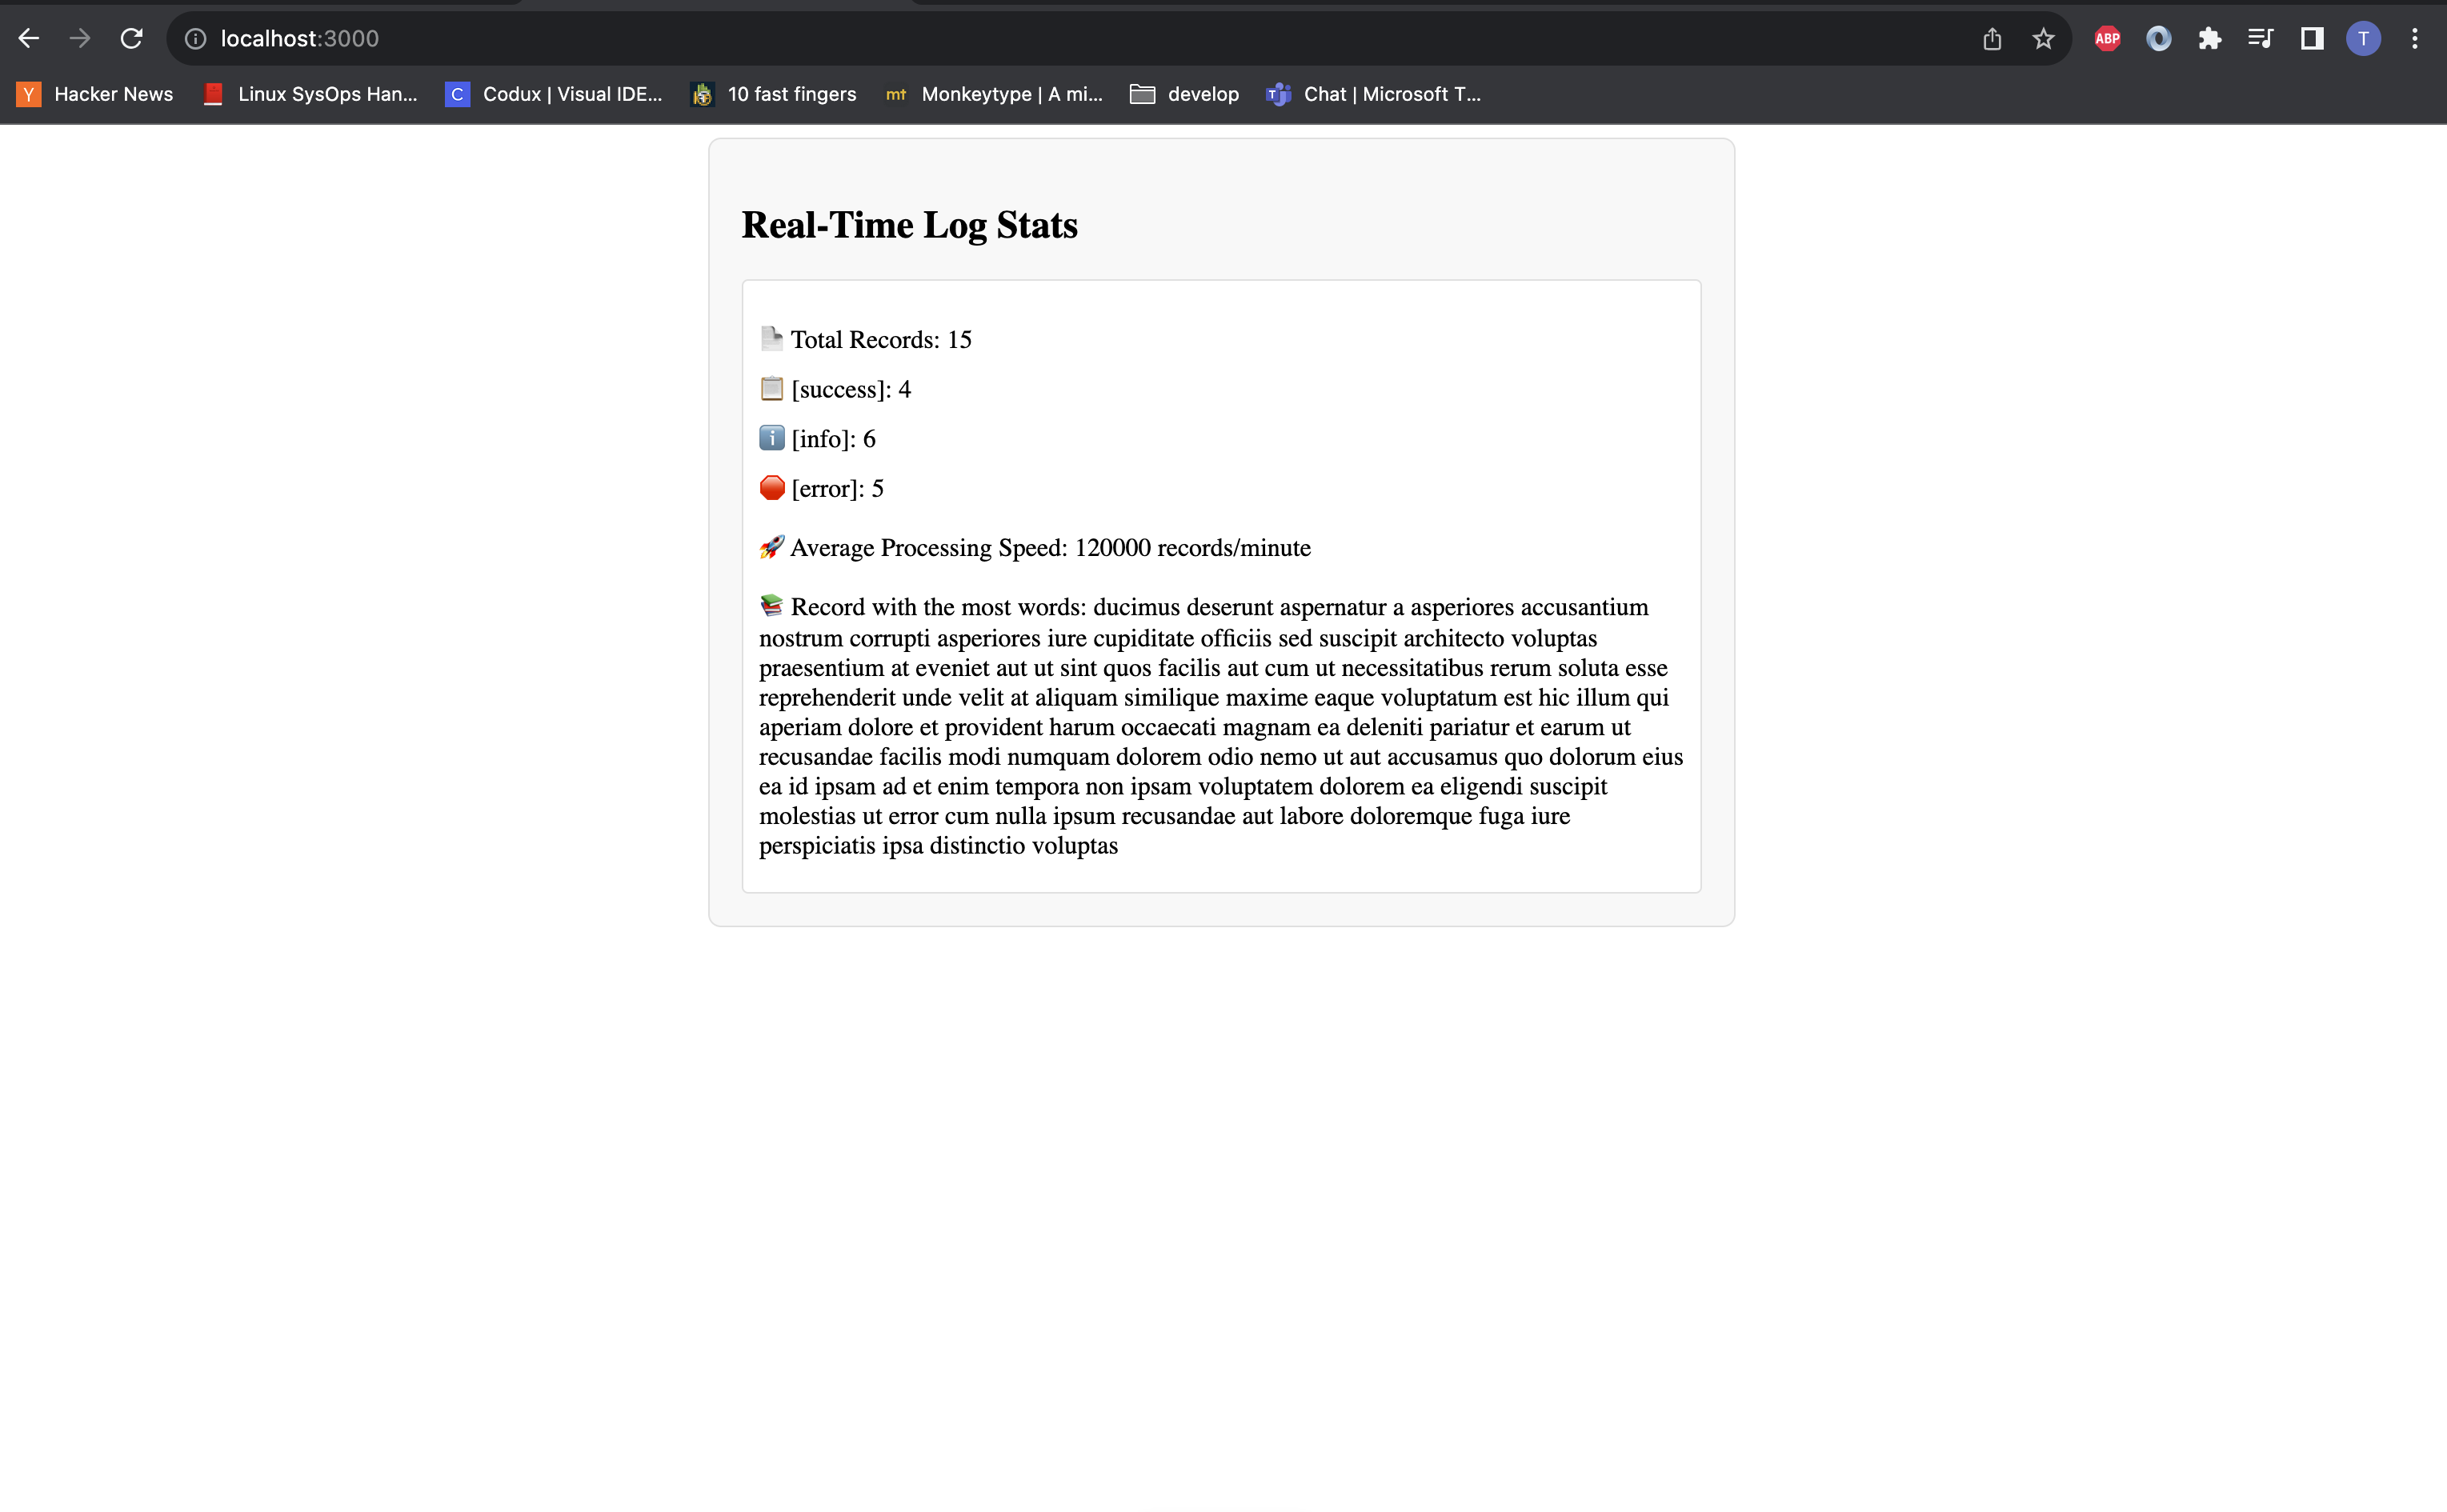 localhost:3000
ABP
T
Y Hacker News
Linux SysOps Han...
C Codux | Visual IDE...
10 fast fingers
mt Monkeytype | A mi...
develop
T Chat | Microsoft T...
Real-Time Log Stats
Total Records: 15
[success]: 4
[info]: 6
[error]: 5
Average Processing Speed: 120000 records/minute
Record with the most words: ducimus deserunt aspernatur a asperiores accusantium
nostrum corrupti asperiores iure cupiditate officiis sed suscipit architecto voluptas
praesentium at eveniet aut ut sint quos facilis aut cum ut necessitatibus rerum soluta esse
reprehenderit unde velit at aliquam similique maxime eaque voluptatum est hic illum qui
aperiam dolore et provident harum occaecati magnam ea deleniti pariatur et earum ut
recusandae facilis modi numquam dolorem odio nemo ut aut accusamus quo dolorum eius
ea id ipsam ad et enim tempora non ipsam voluptatem dolorem ea eligendi suscipit
molestias ut error cum nulla ipsum recusandae aut labore doloremque fuga iure
perspiciatis ipsa distinctio voluptas